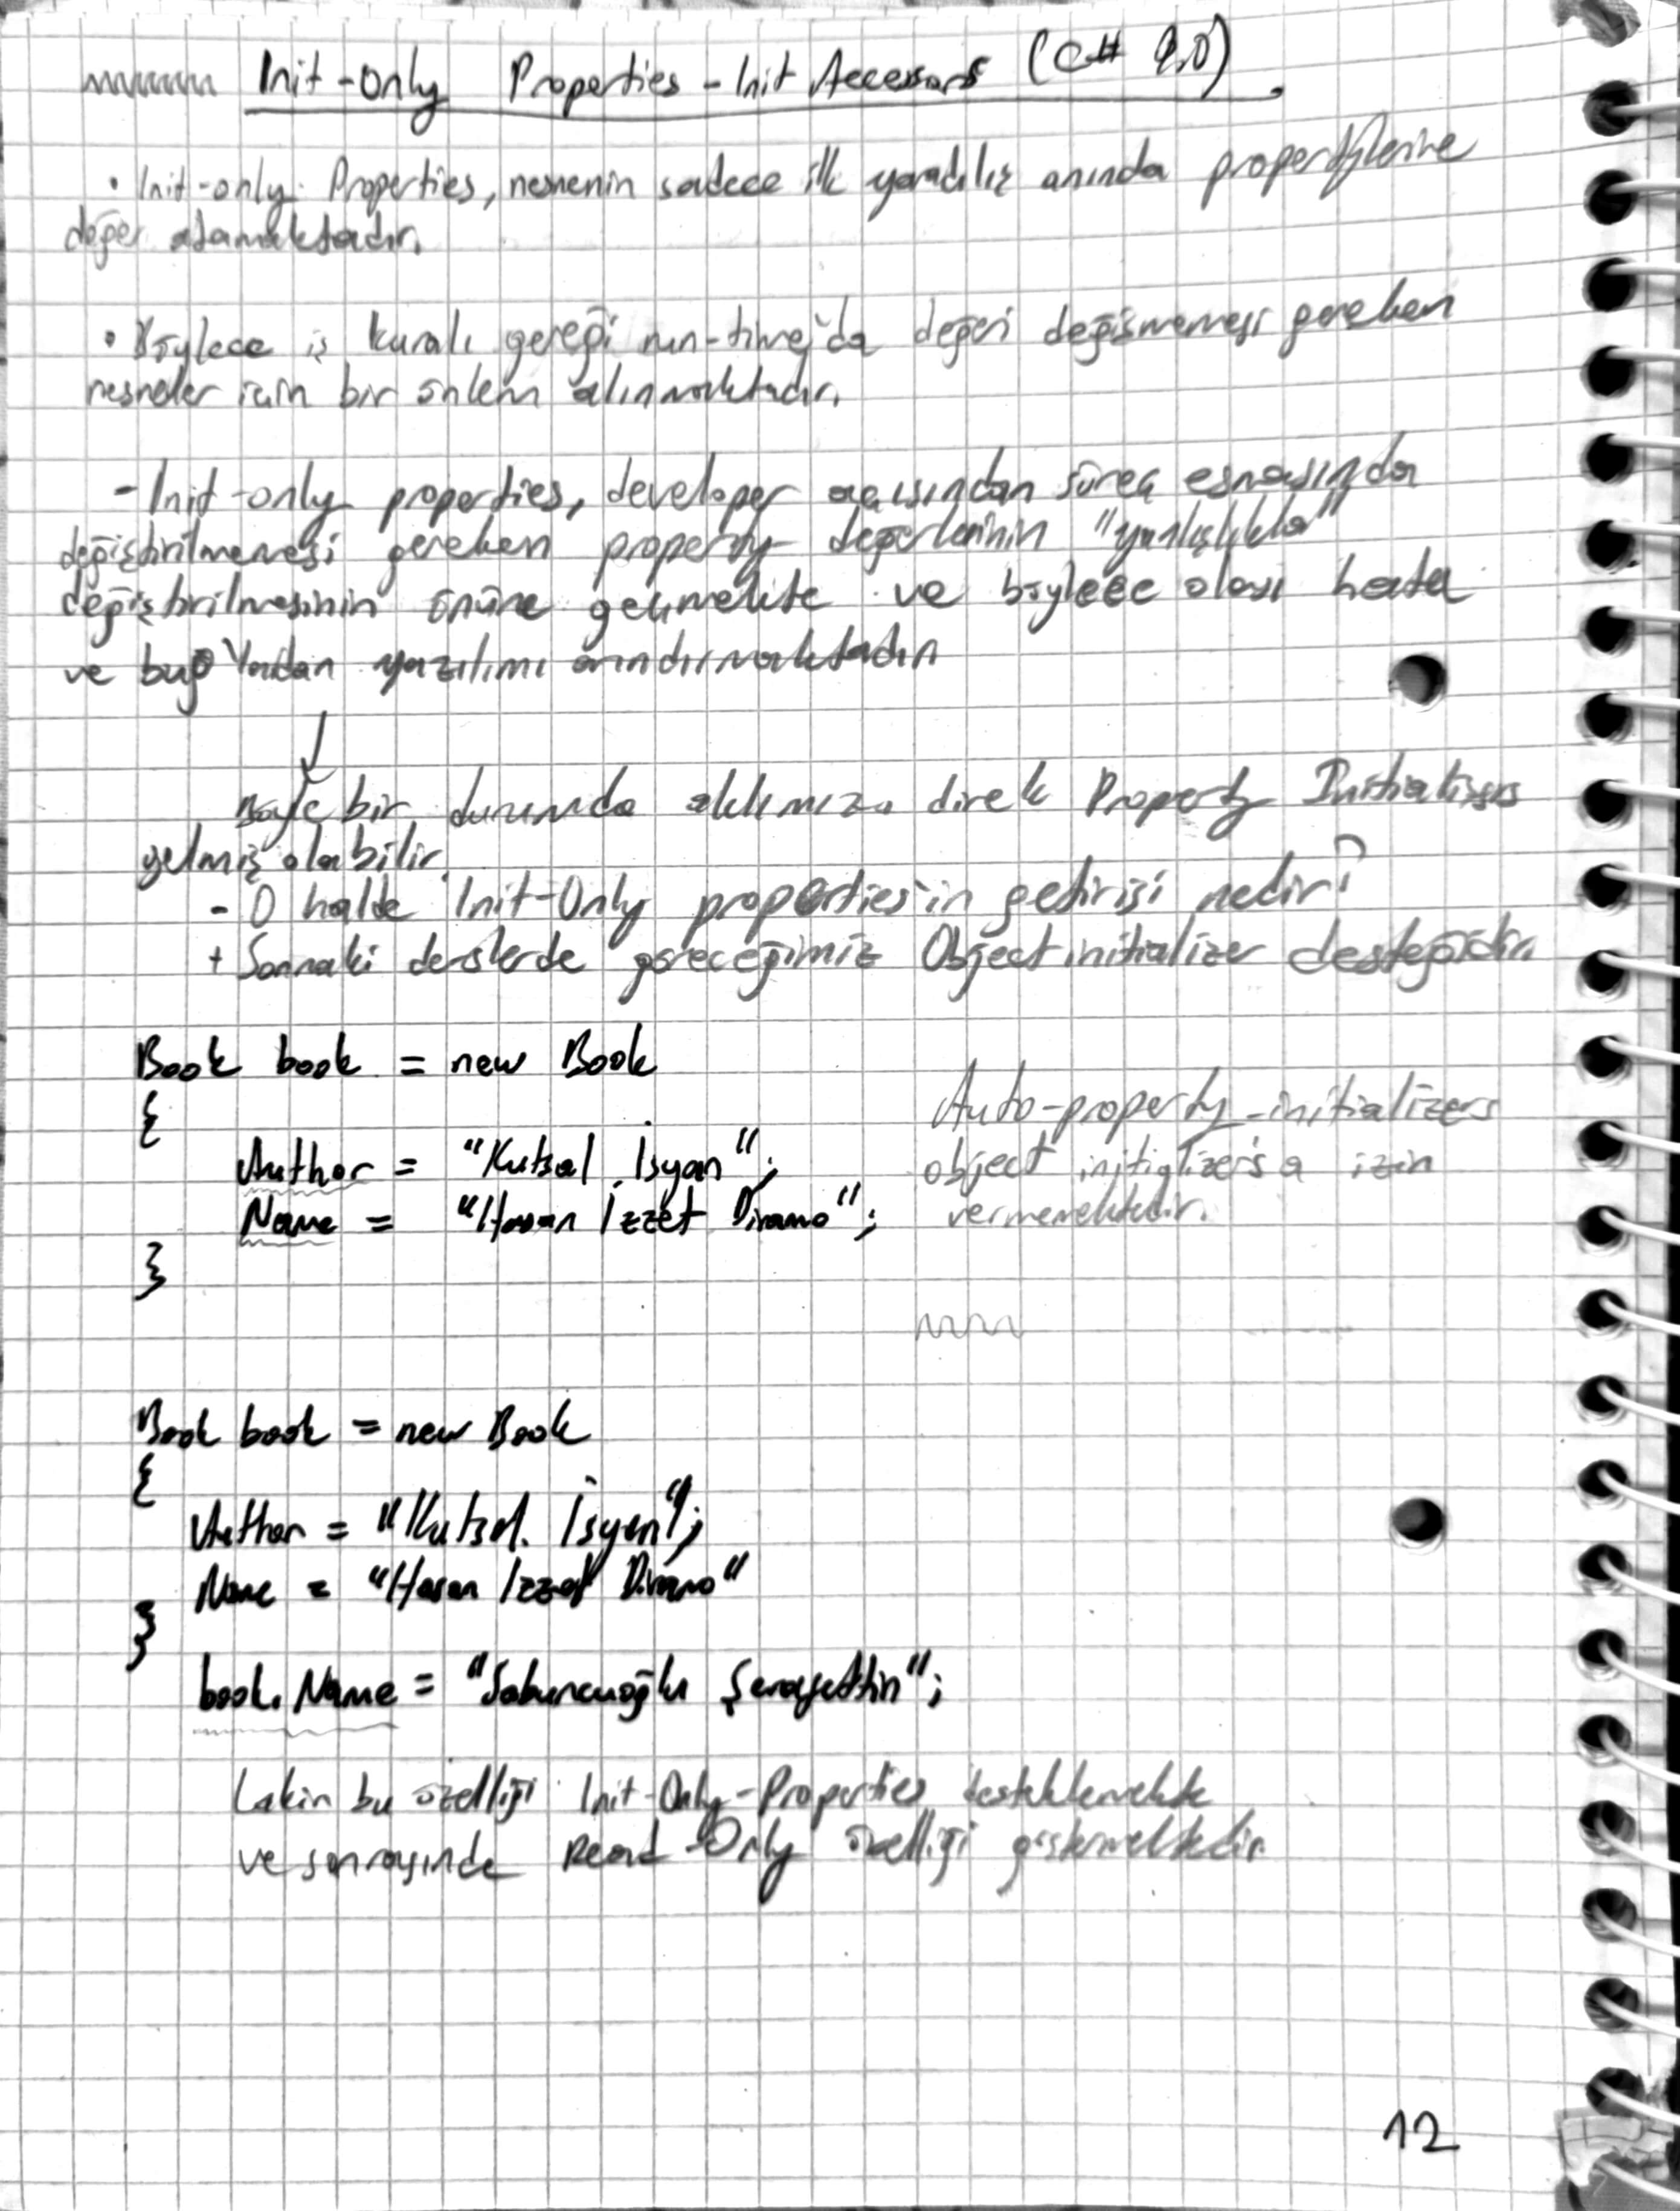 Init-Only Properties - Init Accessors (C# 9.0)
• Init-only Properties, nesnenin sadece ilk yaradılış anında propertylerine
değer atamaktadır.
• Böylece iş kuralı gereği run-time'da değeri değişmemesi gereken
nesneler için bir önlem alınmaktadır.
- Init-only properties, developer açısından süreç esnasında
değiştirilmemesi gereken property değerlerinin "yanlışlıkla"
değiştirilmesinin önüne geçmekte ve böylece olası hata
ve bug'lardan yazılımı arındırmaktadır.
Böyle bir durumda aklımıza direk Property Initializers
gelmiş olabilir.
- O halde Init-Only properties'in getirisi nedir?
+ Sonraki derslerde göreceğimiz Object initializer desteğidir.
Book book = new Book
{
Author = "Kutsal İsyan";
Name = "Hasan İzzet Dinamo";
}
Auto-property-initializers
object initializers'a izin
vermemektedir.
Book book = new Book
{
Author = "Kutsal İsyan";
Name = "Hasan İzzet Dinamo"
}
book.Name = "Sabuncuoğlu Şerafettin";
Lakin bu özelliği Init-Only-Properties desteklemekte
ve sonrasında Read-Only özelliği göstermektedir.
12